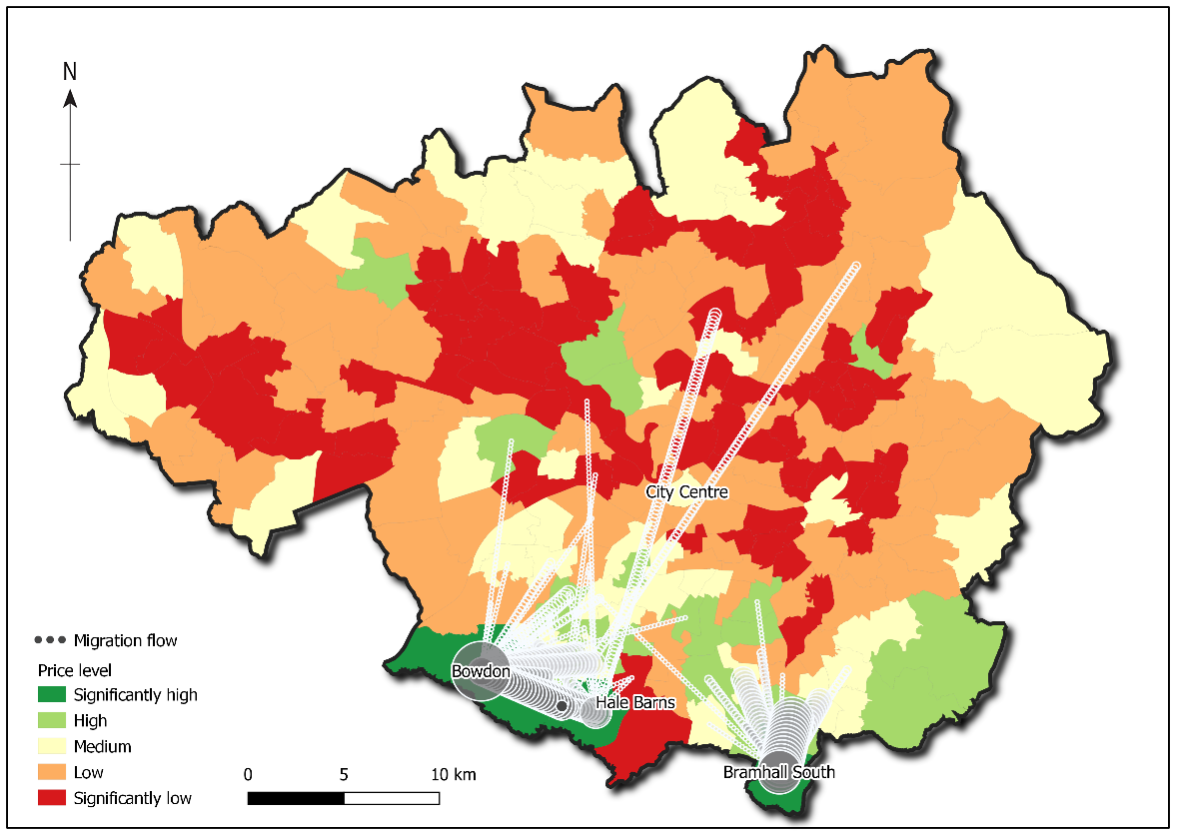 N
City Centre
Bowdon
Hale Barns
Bramhall South
Migration flow
Price level
Significantly high
High
Medium
Low
Significantly low
0 5 10 km